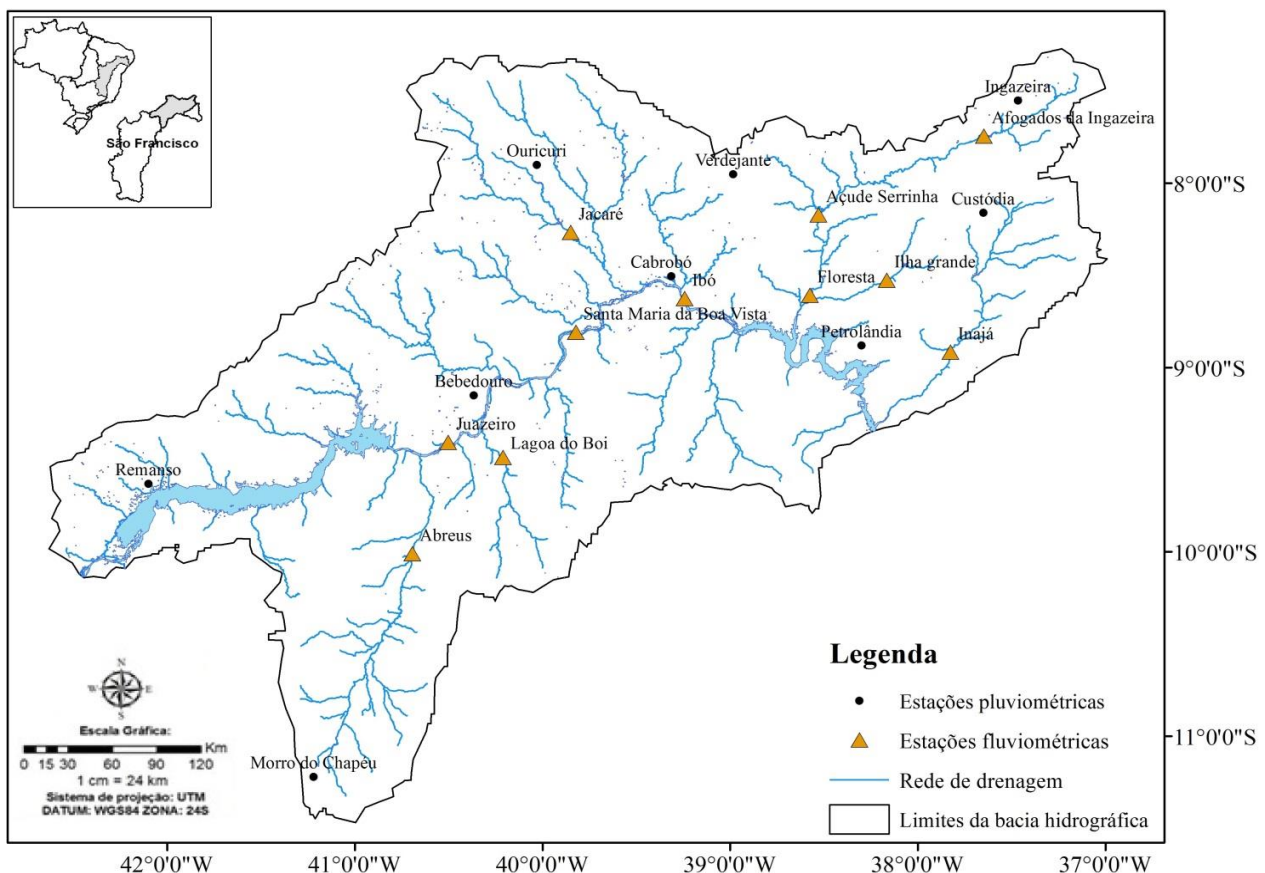 São Francisco
Ingazeira
Afogados da Ingazeira
Ouricuri
Verdejante
8°0'0"S
Açude Serrinha
Custódia
Jacaré
Cabrobó
Ibó
Floresta
Ilha grande
Santa Maria da Boa Vista
Petrolândia
Inajá
9°0'0"S
Bebedouro
Juazeiro
Lagoa do Boi
Remanso
Abreus
10°0'0"S
Legenda
N
W
E
S
Estações pluviométricas
Escala Gráfica:
Estações fluviométricas
Km
0 15 30 60 90 120
11°0'0"S
Morro do Chapéu
1 cm = 24 km
Rede de drenagem
Sistema de projeção: UTM
DATUM: WGS84 ZONA: 24S
Limites da bacia hidrográfica
42°0'0"W
41°0'0"W
40°0'0"W
39°0'0"W
38°0'0"W
37°0'0"W